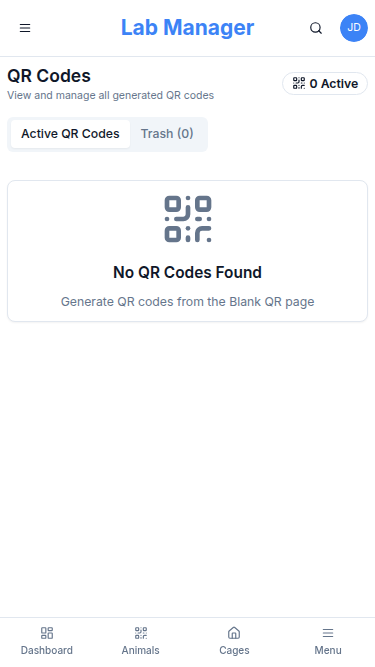 Lab Manager
JD
QR Codes
View and manage all generated QR codes
0 Active
Active QR Codes
Trash (0)
No QR Codes Found
Generate QR codes from the Blank QR page
Dashboard
Animals
Cages
Menu